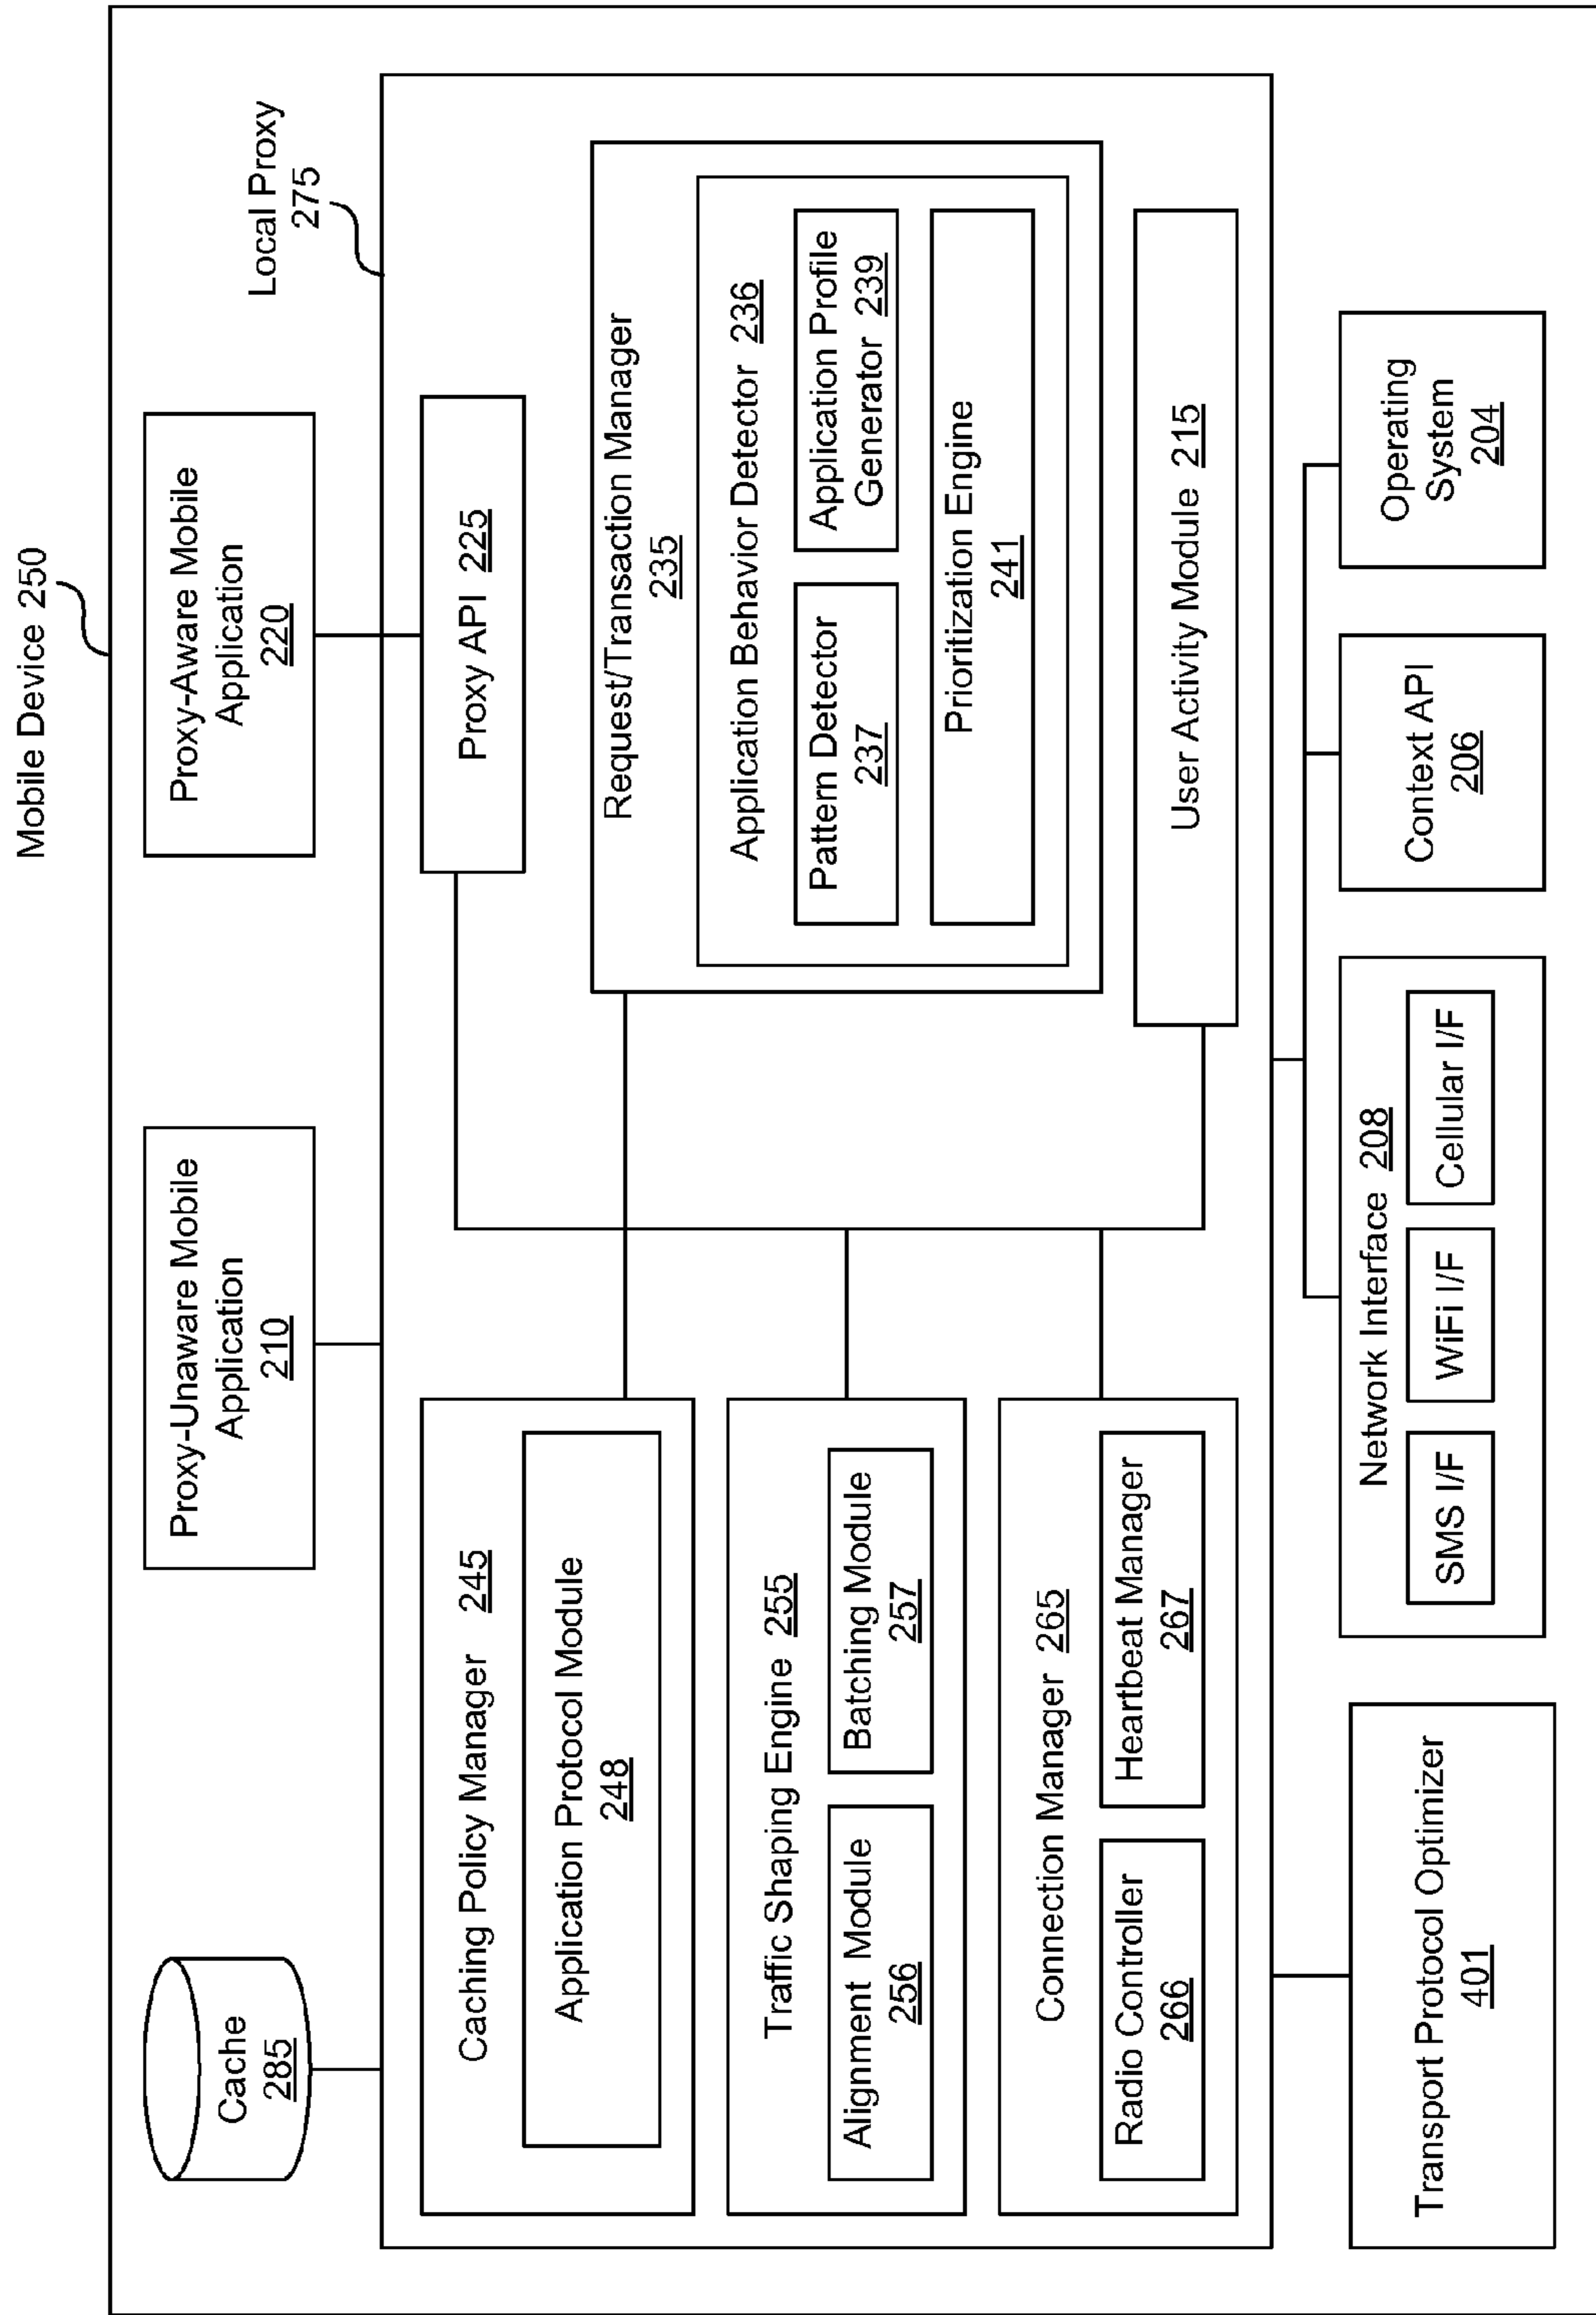 Mobile Device 250
Local Proxy
275
Cache
285
Proxy-Unaware Mobile
Application
210
Proxy-Aware Mobile
Application
220
Caching Policy Manager 245
Application Protocol Module
248
Traffic Shaping Engine 255
Alignment Module
256
Batching Module
257
Connection Manager 265
Radio Controller
266
Heartbeat Manager
267
Proxy API 225
Request/Transaction Manager
235
Application Behavior Detector 236
Pattern Detector
237
Application Profile
Generator 239
Prioritization Engine
241
User Activity Module 215
Transport Protocol Optimizer
401
Network Interface 208
SMS I/F
WiFi I/F
Cellular I/F
Context API
206
Operating
System
204